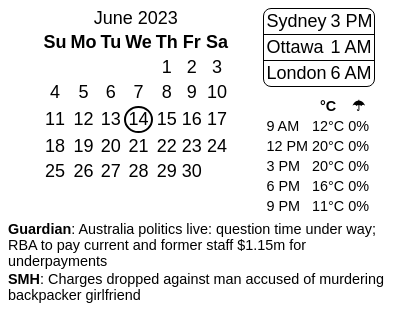 June 2023
Su Mo Tu We Th Fr Sa
1 2 3
4 5 6 7 8 9 10
11 12 13 14 15 16 17
18 19 20 21 22 23 24
25 26 27 28 29 30
Sydney 3 PM
Ottawa 1 AM
London 6 AM
°C ☂
9 AM 12°C 0%
12 PM 20°C 0%
3 PM 20°C 0%
6 PM 16°C 0%
9 PM 11°C 0%
Guardian: Australia politics live: question time under way;
RBA to pay current and former staff $1.15m for
underpayments
SMH: Charges dropped against man accused of murdering
backpacker girlfriend